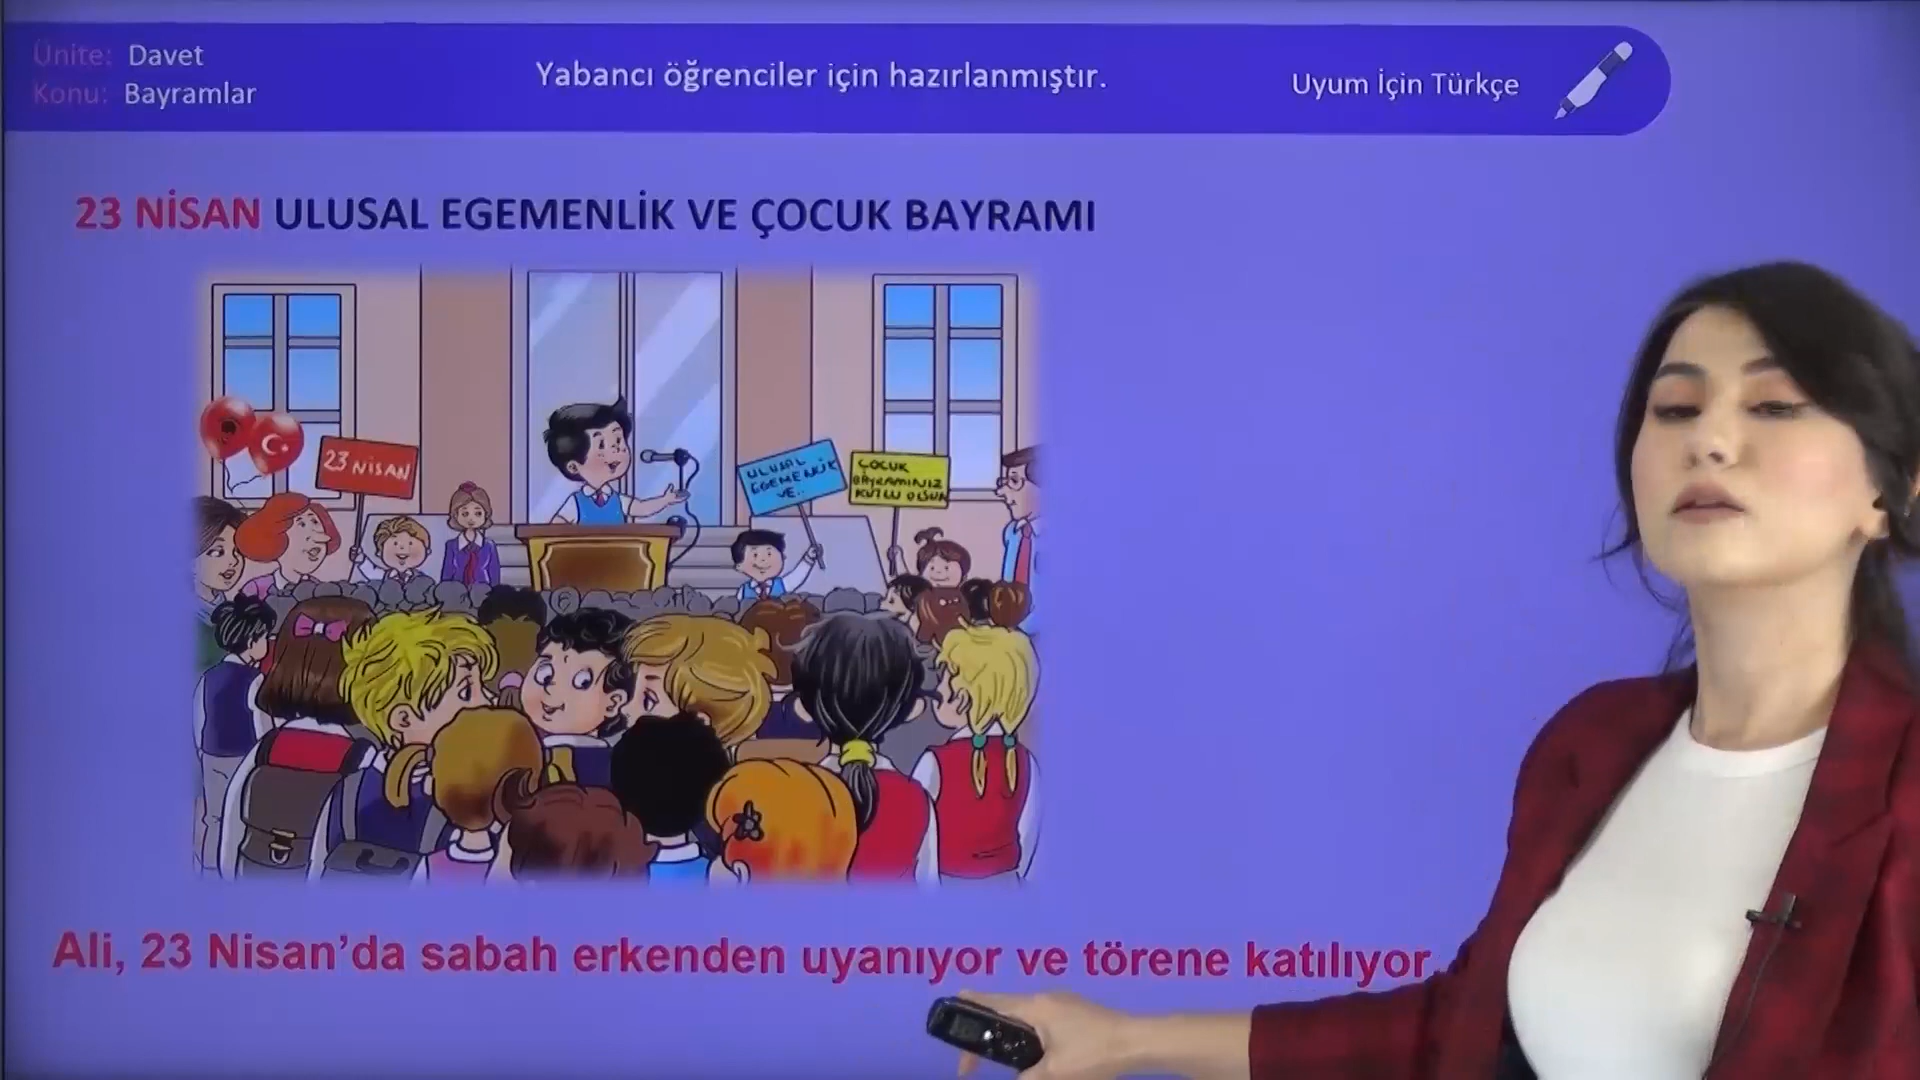 Ünite: Davet
Konu: Bayramlar
Yabancı öğrenciler için hazırlanmıştır.
Uyum İçin Türkçe
23 NİSAN ULUSAL EGEMENLİK VE ÇOCUK BAYRAMI
23 NİSAN
ULUSAL
EGEMENLİK
VE..
ÇOCUK
BAYRAMINIZ
KUTLU OLSUN
Ali, 23 Nisan’da sabah erkenden uyanıyor ve törene katılıyor.